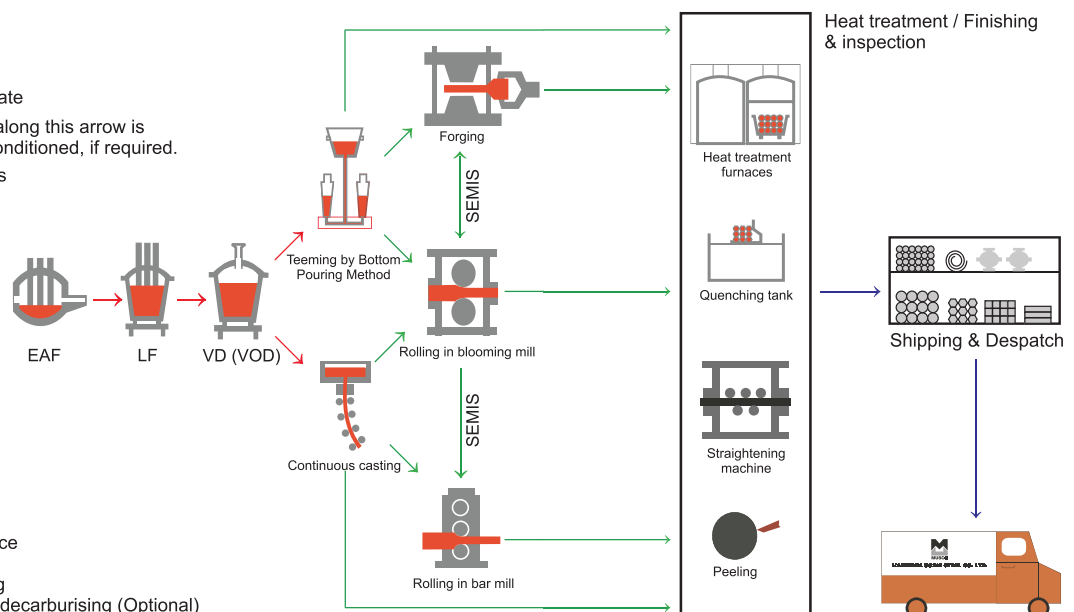 Heat treatment / Finishing
& inspection
ate
along this arrow is
onditioned, if required.
s
Forging
Heat treatment
furnaces
SEMIS
Teeming by Bottom
Pouring Method
Quenching tank
EAF
LF
VD (VOD)
Rolling in blooming mill
Shipping & Despatch
SEMIS
Continuous casting
Straightening
machine
ce
Rolling in bar mill
Peeling
g
decarburising (Optional)